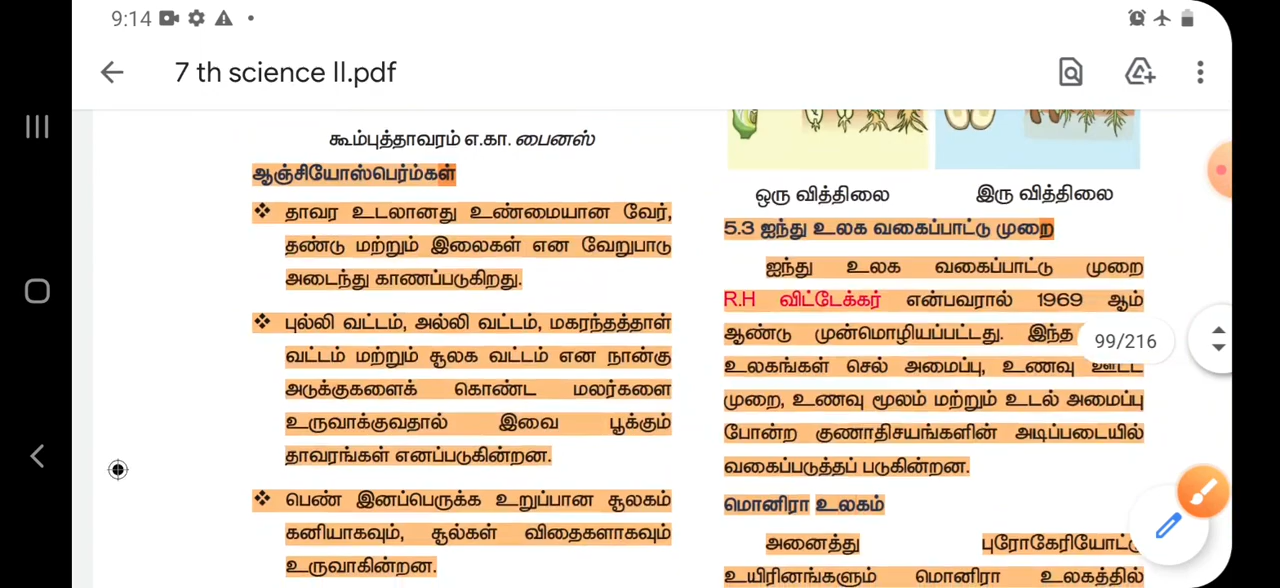 9:14
7 th science II.pdf
கூம்புத்தாவரம் எ.கா. பைனஸ்
ஆஞ்சியோஸ்பெர்ம்கள்
❖ தாவர உடலானது உண்மையான வேர்,
தண்டு மற்றும் இலைகள் என வேறுபாடு
அடைந்து காணப்படுகிறது.
❖ புல்லி வட்டம், அல்லி வட்டம், மகரந்தத்தாள்
வட்டம் மற்றும் சூலக வட்டம் என நான்கு
அடுக்குகளைக் கொண்ட மலர்களை
உருவாக்குவதால் இவை பூக்கும்
தாவரங்கள் எனப்படுகின்றன.
❖ பெண் இனப்பெருக்க உறுப்பான சூலகம்
கனியாகவும், சூல்கள் விதைகளாகவும்
உருவாகின்றன.
ஒரு வித்திலை இரு வித்திலை
5.3 ஐந்து உலக வகைப்பாட்டு முறை
ஐந்து உலக வகைப்பாட்டு முறை
R.H விட்டேக்கர் என்பவரால் 1969 ஆம்
ஆண்டு முன்மொழியப்பட்டது. இந்த
99/216
உலகங்கள் செல் அமைப்பு, உணவு ஊட்ட
முறை, உணவு மூலம் மற்றும் உடல் அமைப்பு
போன்ற குணாதிசயங்களின் அடிப்படையில்
வகைப்படுத்தப் படுகின்றன.
மொனிரா உலகம்
அனைத்து
உயிரினங்களும் மொனிரா உலகத்தில்